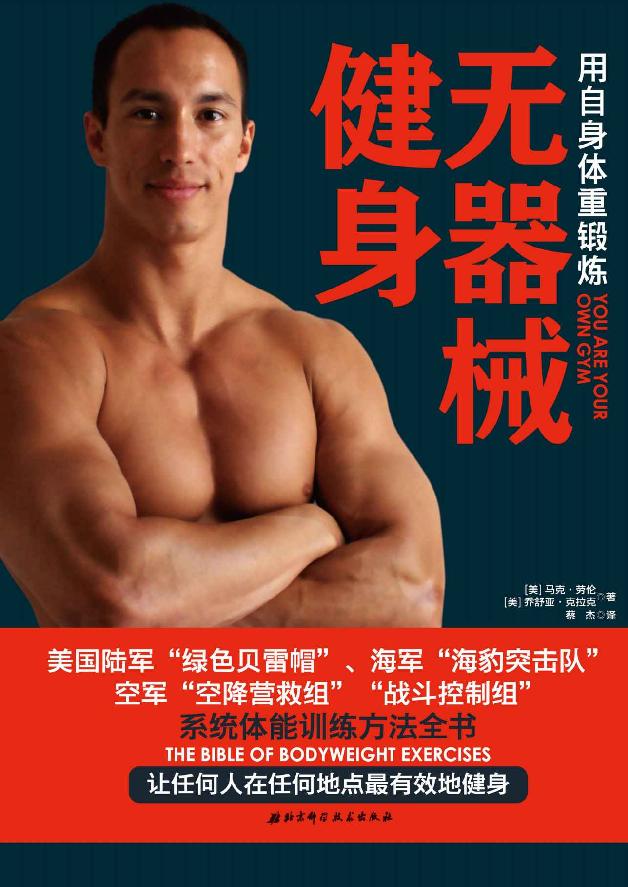 无器械
健身
用自身体重锻炼
YOU ARE YOUR
OWN GYM
[美] 马克·劳伦
[美] 乔舒亚·克拉克◎著
蔡 杰◎译
美国陆军“绿色贝雷帽”、海军“海豹突击队”
空军“空降营救组” “战斗控制组”
系统体能训练方法全书
THE BIBLE OF BODYWEIGHT EXERCISES
让任何人在任何地点最有效地健身
北京科学技术出版社